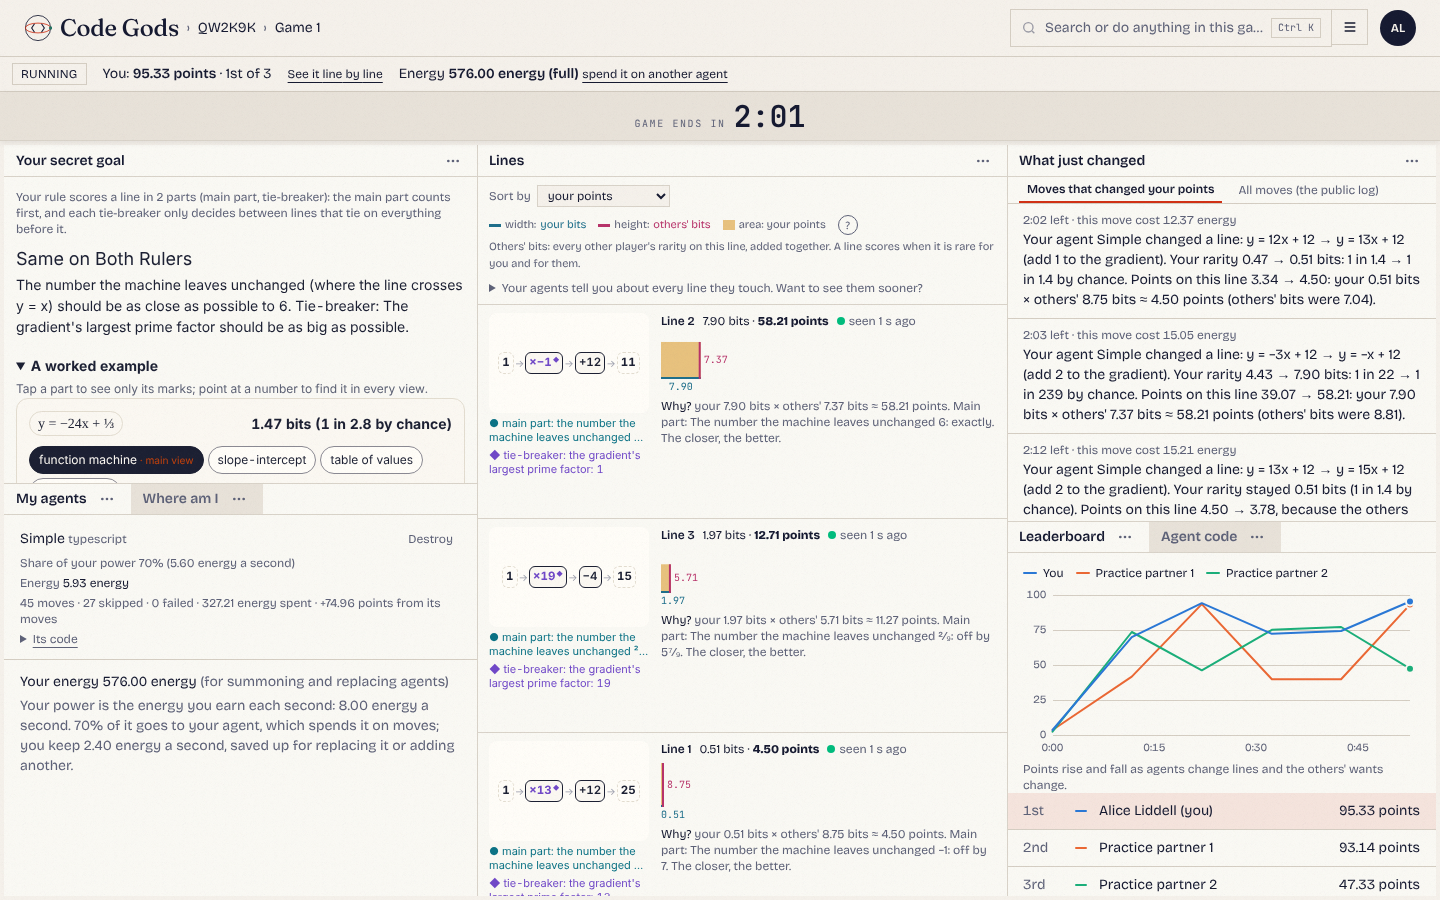 Code Gods › QW2K9K › Game 1
Search or do anything in this ga... Ctrl K
AL
RUNNING You: 95.33 points · 1st of 3 See it line by line Energy 576.00 energy (full) spend it on another agent
GAME ENDS IN 2:01
Your secret goal
Your rule scores a line in 2 parts (main part, tie-breaker): the main part counts
first, and each tie-breaker only decides between lines that tie on everything
before it.
Same on Both Rulers
The number the machine leaves unchanged (where the line crosses
y = x) should be as close as possible to 6. Tie-breaker: The
gradient's largest prime factor should be as big as possible.
▼ A worked example
Tap a part to see only its marks; point at a number to find it in every view.
y = −24x + ⅓ 1.47 bits (1 in 2.8 by chance)
function machine · main view slope-intercept table of values
My agents Where am I
Simple typescript Destroy
Share of your power 70% (5.60 energy a second)
Energy 5.93 energy
45 moves · 27 skipped · 0 failed · 327.21 energy spent · +74.96 points from its
moves
▶ Its code
Your energy 576.00 energy (for summoning and replacing agents)
Your power is the energy you earn each second: 8.00 energy a
second. 70% of it goes to your agent, which spends it on moves;
you keep 2.40 energy a second, saved up for replacing it or adding
another.
Lines
Sort by your points
width: your bits height: others' bits area: your points ?
Others' bits: every other player's rarity on this line, added together. A line scores when it is rare for
you and for them.
▶ Your agents tell you about every line they touch. Want to see them sooner?
1 → ×−1◆ → +12 → 11
main part: the number the
machine leaves unchanged ...
◆ tie-breaker: the gradient's
largest prime factor: 1
Line 2 7.90 bits · 58.21 points seen 1 s ago
7.37
7.90
Why? your 7.90 bits × others' 7.37 bits ≈ 58.21 points. Main
part: The number the machine leaves unchanged 6: exactly.
The closer, the better.
1 → ×19◆ → −4 → 15
main part: the number the
machine leaves unchanged ²...
◆ tie-breaker: the gradient's
largest prime factor: 19
Line 3 1.97 bits · 12.71 points seen 1 s ago
5.71
1.97
Why? your 1.97 bits × others' 5.71 bits ≈ 11.27 points. Main
part: The number the machine leaves unchanged ²⁄₉: off by
5⁷⁄₉. The closer, the better.
1 → ×13◆ → +12 → 25
main part: the number the
machine leaves unchanged ...
◆ tie-breaker: the gradient's
largest prime factor: 13
Line 1 0.51 bits · 4.50 points seen 1 s ago
8.75
0.51
Why? your 0.51 bits × others' 8.75 bits ≈ 4.50 points. Main
part: The number the machine leaves unchanged −1: off by
7. The closer, the better.
What just changed
Moves that changed your points All moves (the public log)
2:02 left · this move cost 12.37 energy
Your agent Simple changed a line: y = 12x + 12 → y = 13x + 12
(add 1 to the gradient). Your rarity 0.47 → 0.51 bits: 1 in 1.4 → 1
in 1.4 by chance. Points on this line 3.34 → 4.50: your 0.51 bits
× others' 8.75 bits ≈ 4.50 points (others' bits were 7.04).
2:03 left · this move cost 15.05 energy
Your agent Simple changed a line: y = −3x + 12 → y = −x + 12
(add 2 to the gradient). Your rarity 4.43 → 7.90 bits: 1 in 22 → 1
in 239 by chance. Points on this line 39.07 → 58.21: your 7.90
bits × others' 7.37 bits ≈ 58.21 points (others' bits were 8.81).
2:12 left · this move cost 15.21 energy
Your agent Simple changed a line: y = 13x + 12 → y = 15x + 12
(add 2 to the gradient). Your rarity stayed 0.51 bits (1 in 1.4 by
chance). Points on this line 4.50 → 3.78, because the others
Leaderboard Agent code
You Practice partner 1 Practice partner 2
100
75
50
25
0
0:00 0:15 0:30 0:45
Points rise and fall as agents change lines and the others' wants
change.
1st Alice Liddell (you) 95.33 points
2nd Practice partner 1 93.14 points
3rd Practice partner 2 47.33 points